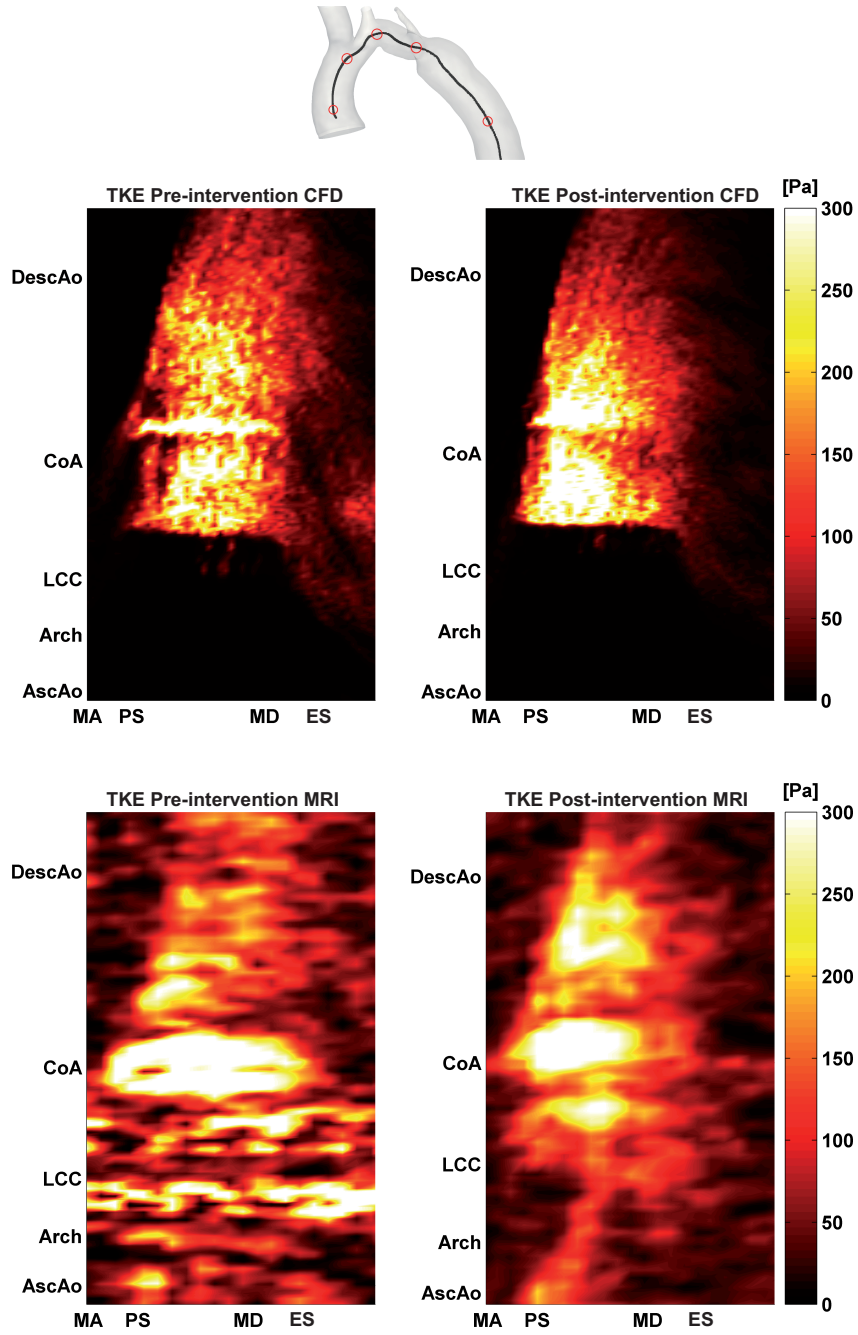 TKE Pre-intervention CFD
TKE Post-intervention CFD
[Pa]
DescAo
CoA
LCC
Arch
AscAo
MA PS MD ES
DescAo
CoA
LCC
Arch
AscAo
MA PS MD ES
300
250
200
150
100
50
0
TKE Pre-intervention MRI
TKE Post-intervention MRI
[Pa]
DescAo
CoA
LCC
Arch
AscAo
MA PS MD ES
DescAo
CoA
LCC
Arch
AscAo
MA PS MD ES
300
250
200
150
100
50
0